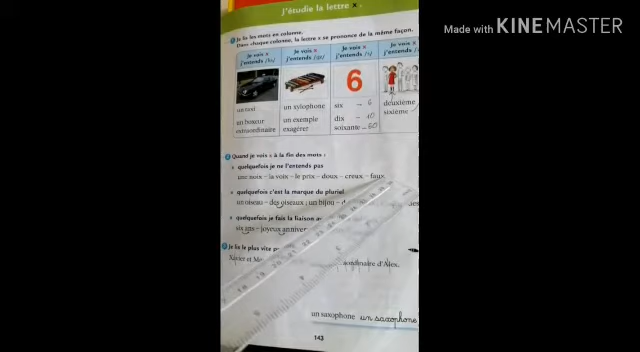 Made with KINEMASTER
J'étudie la lettre x
Je lis les mots en colonne.
Dans chaque colonne, la lettre x se prononce de la même façon.
Je vois x
j'entends /ks/
Je vois x
j'entends /gz/
Je vois x
j'entends /s/
Je vois x
j'entends
6
un taxi
un boxeur
extraordinaire
un xylophone
un exemple
exagérer
six → 6
dix → 10
soixante → 60
deuxième
sixième
Quand je vois x à la fin des mots :
quelquefois je ne l'entends pas
une noix – la voix – le prix – doux – creux – faux.
quelquefois c'est la marque du pluriel
un oiseau – des oiseaux ; un bijou –
quelquefois je fais la liaison
six ans – joyeux anniver
Je lis le plus vite
Xavier et
d'Alex.
un saxophone un saxophone
143